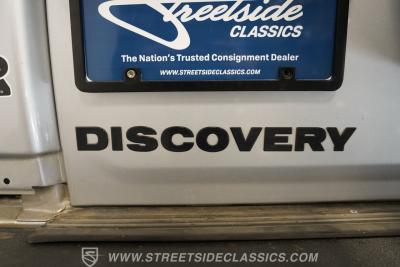 Streetside
CLASSICS
The Nation's Trusted Consignment Dealer
WWW.STREETSIDECLASSICS.COM
R
DISCOVERY
WWW.STREETSIDECLASSICS.COM